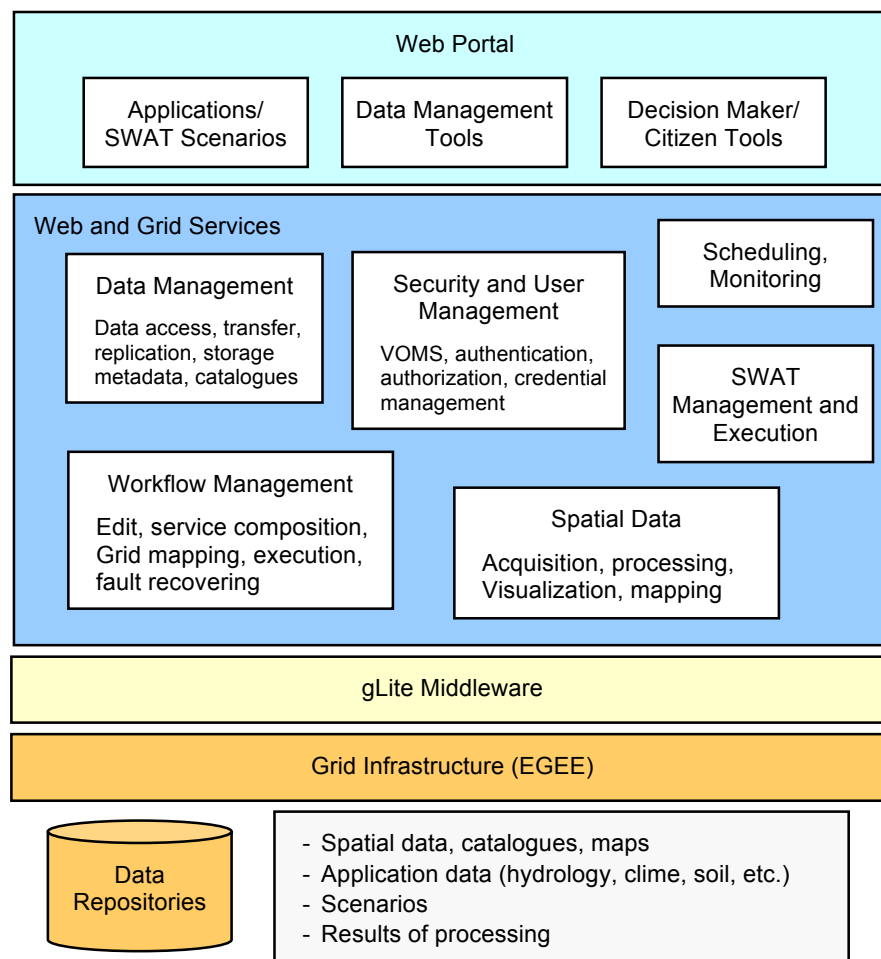 Web Portal
Applications/
SWAT Scenarios
Data Management
Tools
Decision Maker/
Citizen Tools
Web and Grid Services
Data Management
Data access, transfer,
replication, storage
metadata, catalogues
Security and User
Management
VOMS, authentication,
authorization, credential
management
Scheduling,
Monitoring
SWAT
Management and
Execution
Workflow Management
Edit, service composition,
Grid mapping, execution,
fault recovering
Spatial Data
Acquisition, processing,
Visualization, mapping
gLite Middleware
Grid Infrastructure (EGEE)
Data
Repositories
- Spatial data, catalogues, maps
- Application data (hydrology, clime, soil, etc.)
- Scenarios
- Results of processing